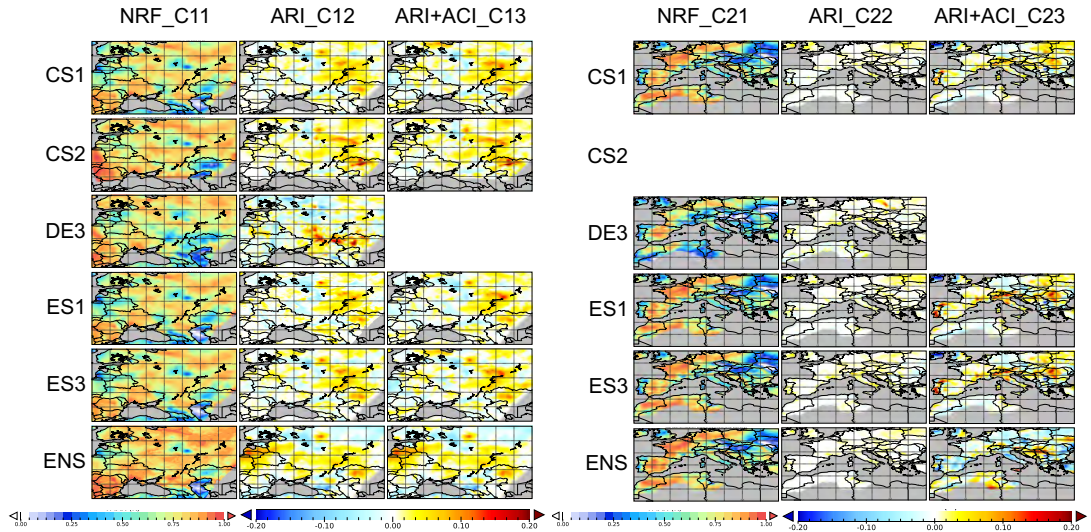 NRF_C11 ARI_C12 ARI+ACI_C13 NRF_C21 ARI_C22 ARI+ACI_C23
CS1 CS1
CS2 CS2
DE3 DE3
ES1 ES1
ES3 ES3
ENS ENS
0.00 0.25 0.50 0.75 1.00 -0.20 -0.10 0.00 0.10 0.20 0.00 0.25 0.50 0.75 1.00 -0.20 -0.10 0.00 0.10 0.20